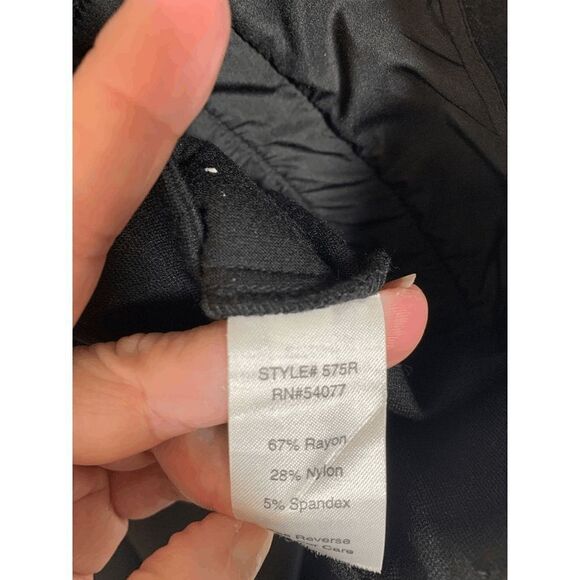 STYLE# 575R
RN#54077
67% Rayon
28% Nylon
5% Spandex
Reverse
Care